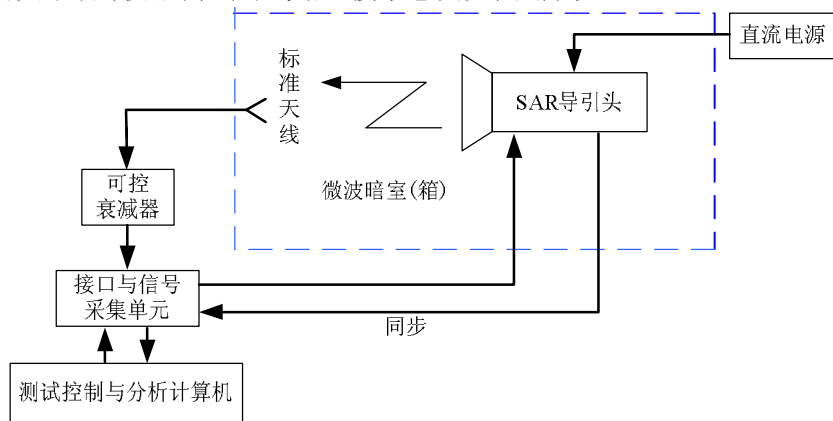 直流电源
标
准
天
线
SAR导引头
微波暗室(箱)
可控
衰减器
接口与信号
采集单元
同步
测试控制与分析计算机